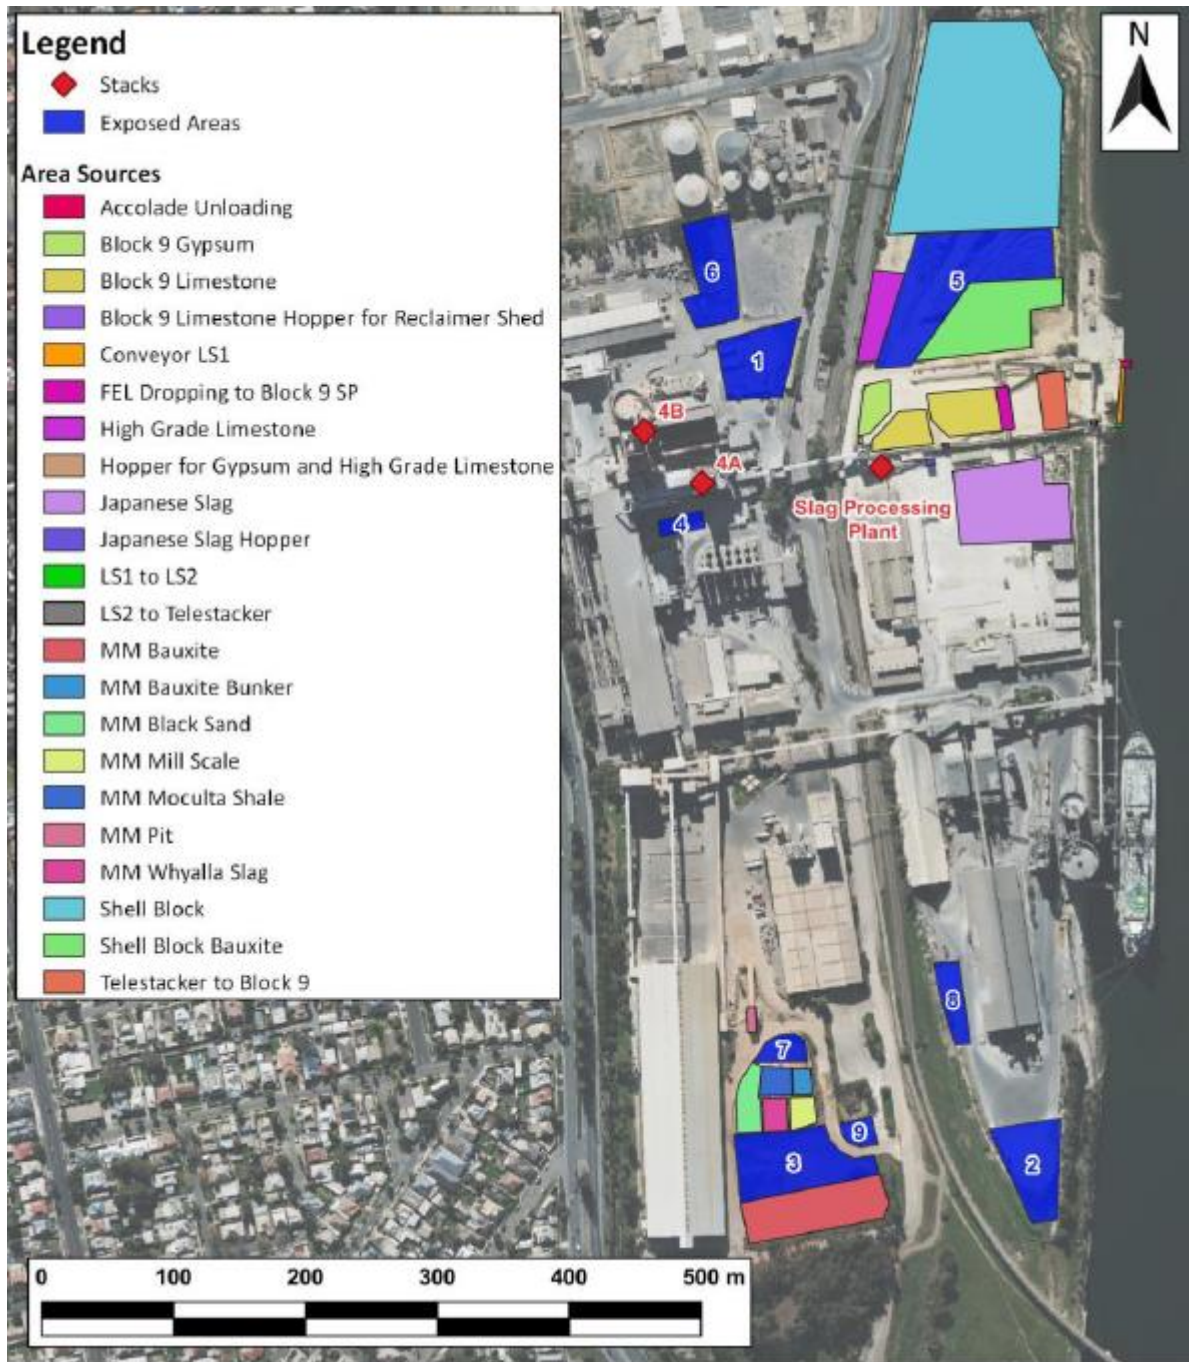 Legend
Stacks
Exposed Areas
Area Sources
Accolade Unloading
Block 9 Gypsum
Block 9 Limestone
Block 9 Limestone Hopper for Reclaimer Shed
Conveyor LS1
FEL Dropping to Block 9 SP
High Grade Limestone
Hopper for Gypsum and High Grade Limestone
Japanese Slag
Japanese Slag Hopper
LS1 to LS2
LS2 to Telestacker
MM Bauxite
MM Bauxite Bunker
MM Black Sand
MM Mill Scale
MM Moculta Shale
MM Pit
MM Whyalla Slag
Shell Block
Shell Block Bauxite
Telestacker to Block 9
N
6
5
1
4B
4A
4
Slag Processing
Plant
8
7
9
3
2
0 100 200 300 400 500 m